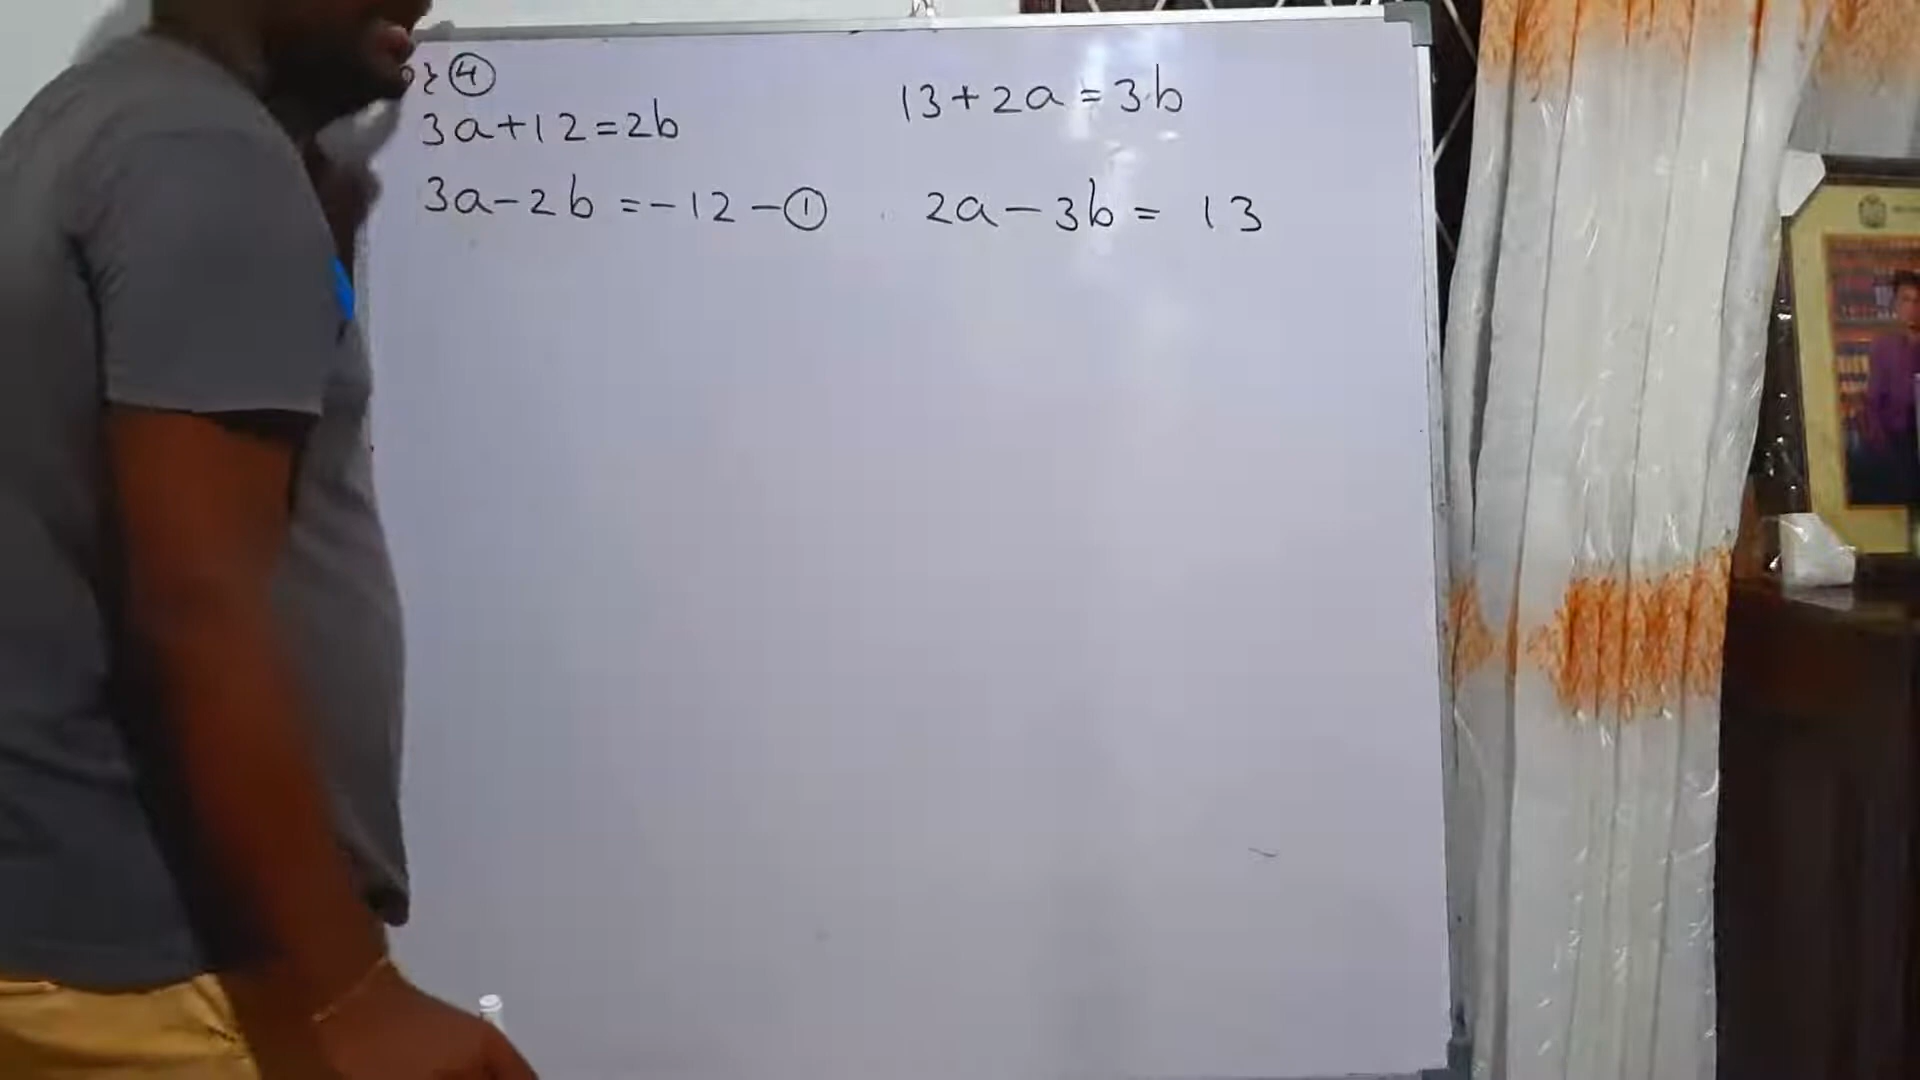 ④
3a+12=2b
3a-2b=-12-①
13+2a=3b
2a-3b= 13